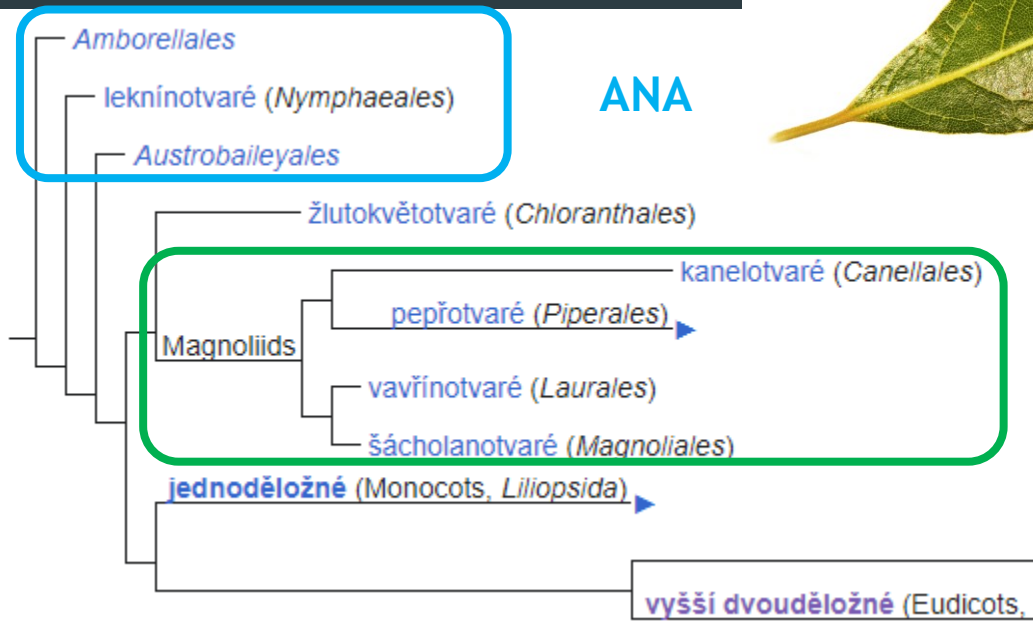 Amborellales
leknínotvaré (Nymphaeales)
ANA
Austrobaileyales
žlutokvětotvaré (Chloranthales)
kanelotvaré (Canellales)
pepřotvaré (Piperales)
Magnoliids
vavřínotvaré (Laurales)
šácholanotvaré (Magnoliales)
jednoděložné (Monocots, Liliopsida)
vyšší dvouděložné (Eudicots,